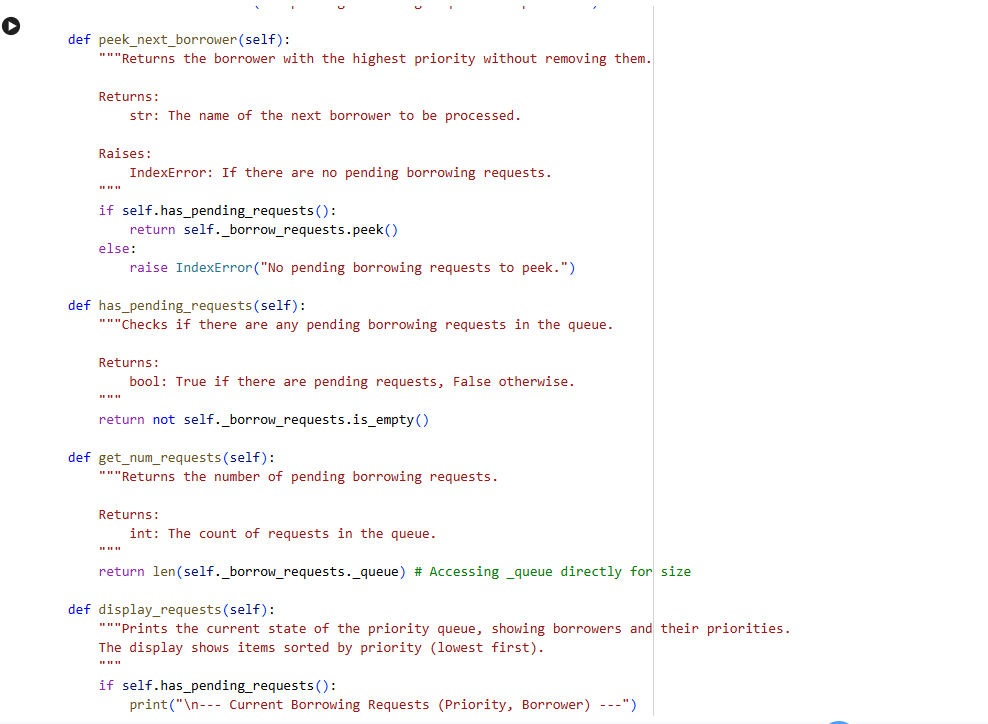 def peek_next_borrower(self):
    """Returns the borrower with the highest priority without removing them.

    Returns:
        str: The name of the next borrower to be processed.

    Raises:
        IndexError: If there are no pending borrowing requests.
    """
    if self.has_pending_requests():
        return self._borrow_requests.peek()
    else:
        raise IndexError("No pending borrowing requests to peek.")

def has_pending_requests(self):
    """Checks if there are any pending borrowing requests in the queue.

    Returns:
        bool: True if there are pending requests, False otherwise.
    """
    return not self._borrow_requests.is_empty()

def get_num_requests(self):
    """Returns the number of pending borrowing requests.

    Returns:
        int: The count of requests in the queue.
    """
    return len(self._borrow_requests._queue) # Accessing _queue directly for size

def display_requests(self):
    """Prints the current state of the priority queue, showing borrowers and their priorities.
    The display shows items sorted by priority (lowest first).
    """
    if self.has_pending_requests():
        print("\n--- Current Borrowing Requests (Priority, Borrower) ---")